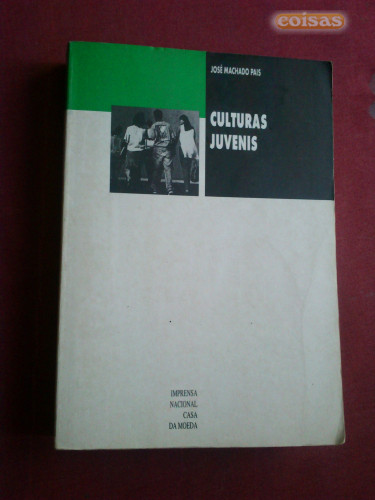 coisas
JOSÉ MACHADO PAIS
CULTURAS
JUVENIS
IMPRENSA
NACIONAL
CASA
DA MOEDA